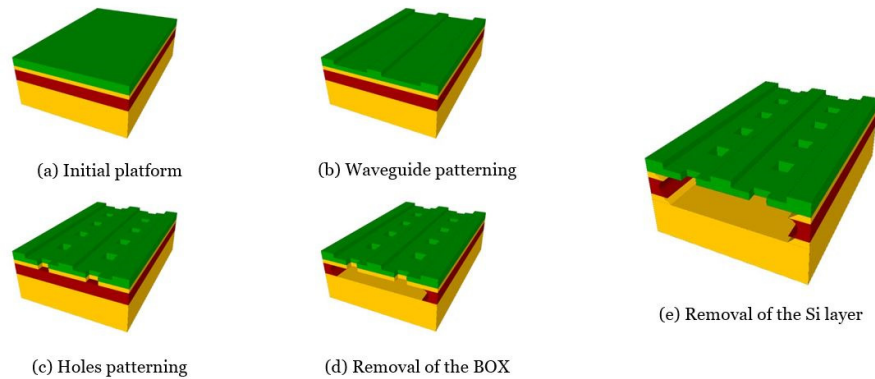 (a) Initial platform
(b) Waveguide patterning
(c) Holes patterning
(d) Removal of the BOX
(e) Removal of the Si layer